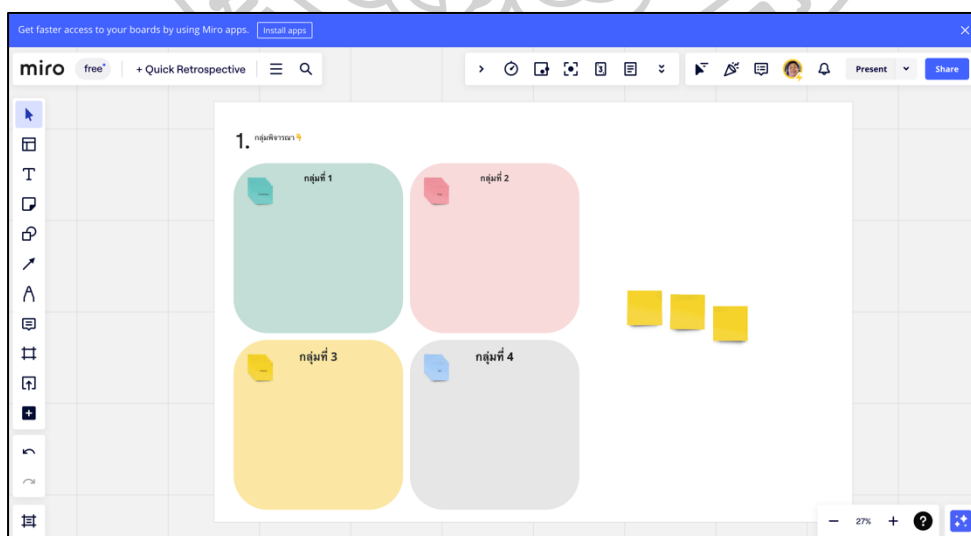 Get faster access to your boards by using Miro apps. Install apps
miro free + Quick Retrospective 3 Present Share
1. กลุ่มพิจารณา👇
กลุ่มที่ 1
กลุ่มที่ 2
กลุ่มที่ 3
กลุ่มที่ 4
27% ?